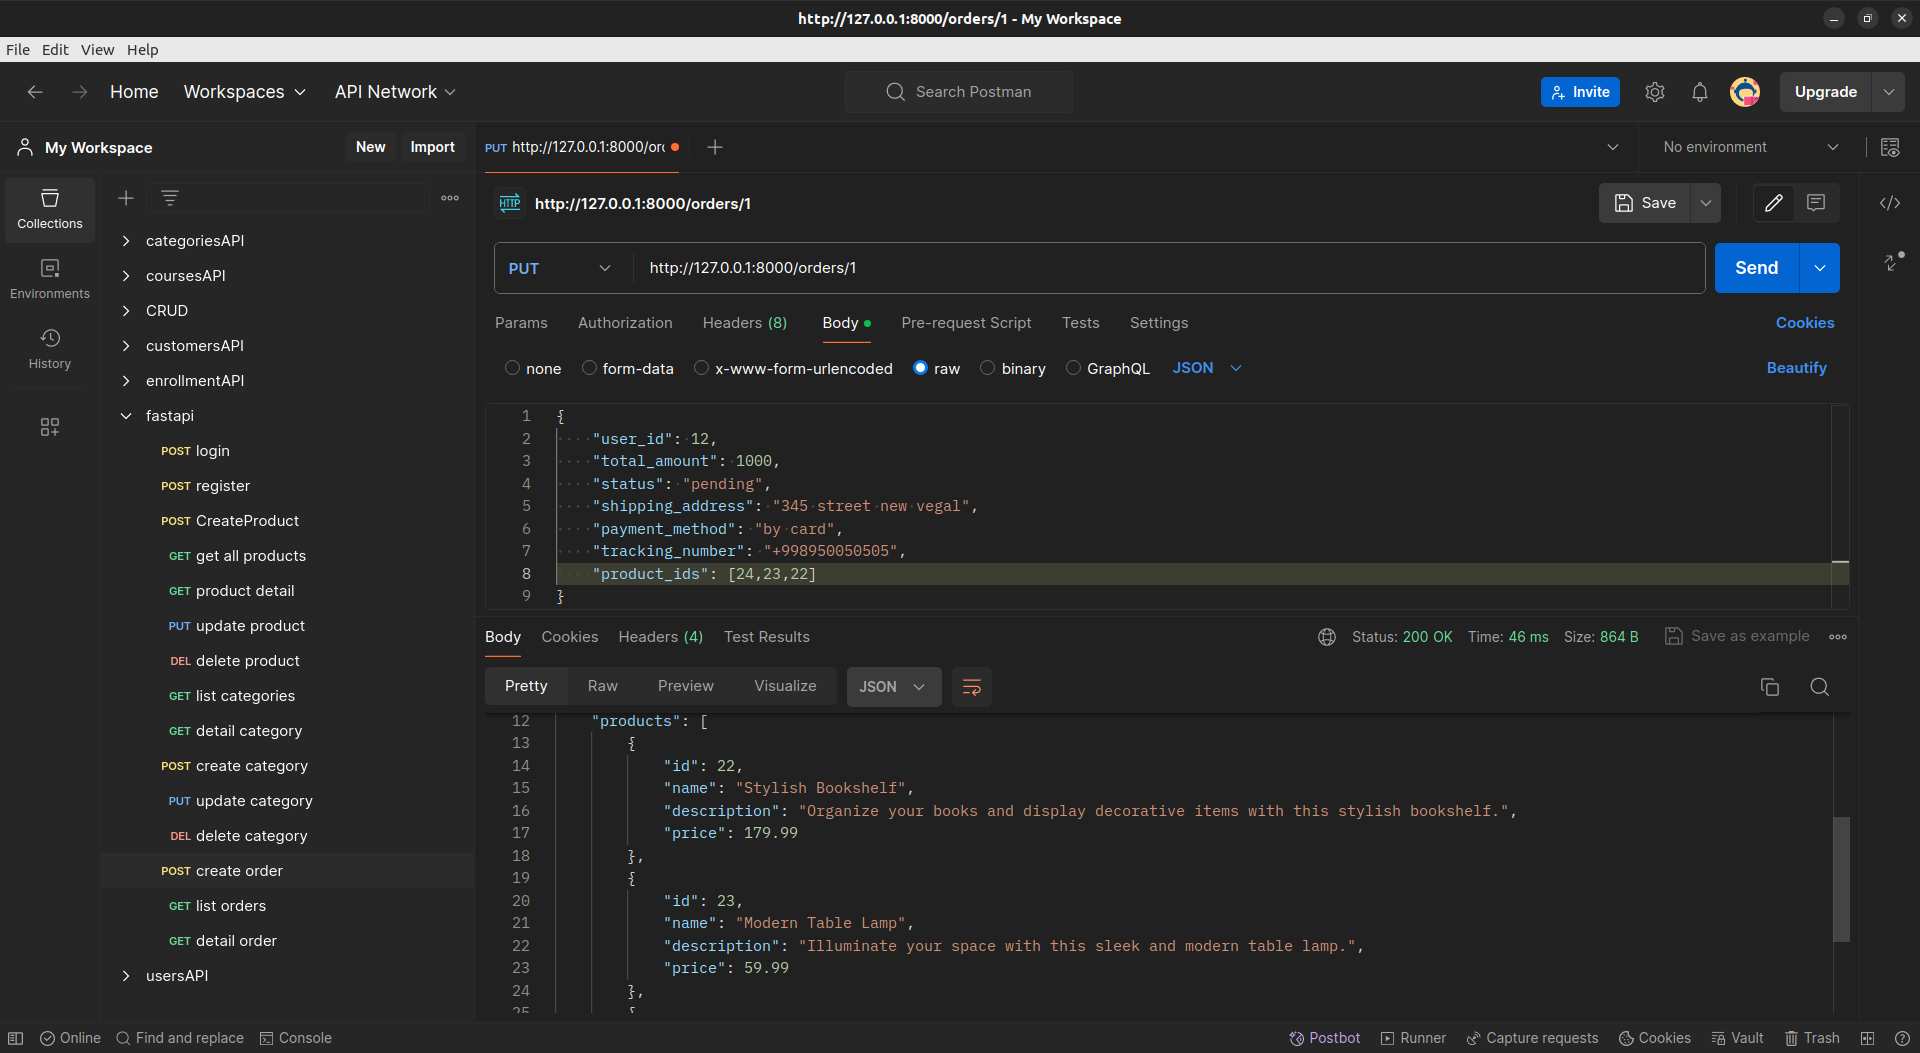 http://127.0.0.1:8000/orders/1 - My Workspace
File Edit View Help
Home Workspaces API Network Search Postman Invite Upgrade
My Workspace New Import
PUT http://127.0.0.1:8000/or No environment
Collections
Environments
History
categoriesAPI
coursesAPI
CRUD
customersAPI
enrollmentAPI
fastapi
POST login
POST register
POST CreateProduct
GET get all products
GET product detail
PUT update product
DEL delete product
GET list categories
GET detail category
POST create category
PUT update category
DEL delete category
POST create order
GET list orders
GET detail order
usersAPI
HTTP http://127.0.0.1:8000/orders/1 Save
PUT http://127.0.0.1:8000/orders/1 Send
Params Authorization Headers (8) Body Pre-request Script Tests Settings Cookies
none form-data x-www-form-urlencoded raw binary GraphQL JSON Beautify
1 {
2 "user_id": 12,
3 "total_amount": 1000,
4 "status": "pending",
5 "shipping_address": "345 street new vegal",
6 "payment_method": "by card",
7 "tracking_number": "+998950050505",
8 "product_ids": [24,23,22]
9 }
Body Cookies Headers (4) Test Results Status: 200 OK Time: 46 ms Size: 864 B Save as example
Pretty Raw Preview Visualize JSON
12 "products": [
13 {
14 "id": 22,
15 "name": "Stylish Bookshelf",
16 "description": "Organize your books and display decorative items with this stylish bookshelf.",
17 "price": 179.99
18 },
19 {
20 "id": 23,
21 "name": "Modern Table Lamp",
22 "description": "Illuminate your space with this sleek and modern table lamp.",
23 "price": 59.99
24 },
25 {
Online Find and replace Console Postbot Runner Capture requests Cookies Vault Trash